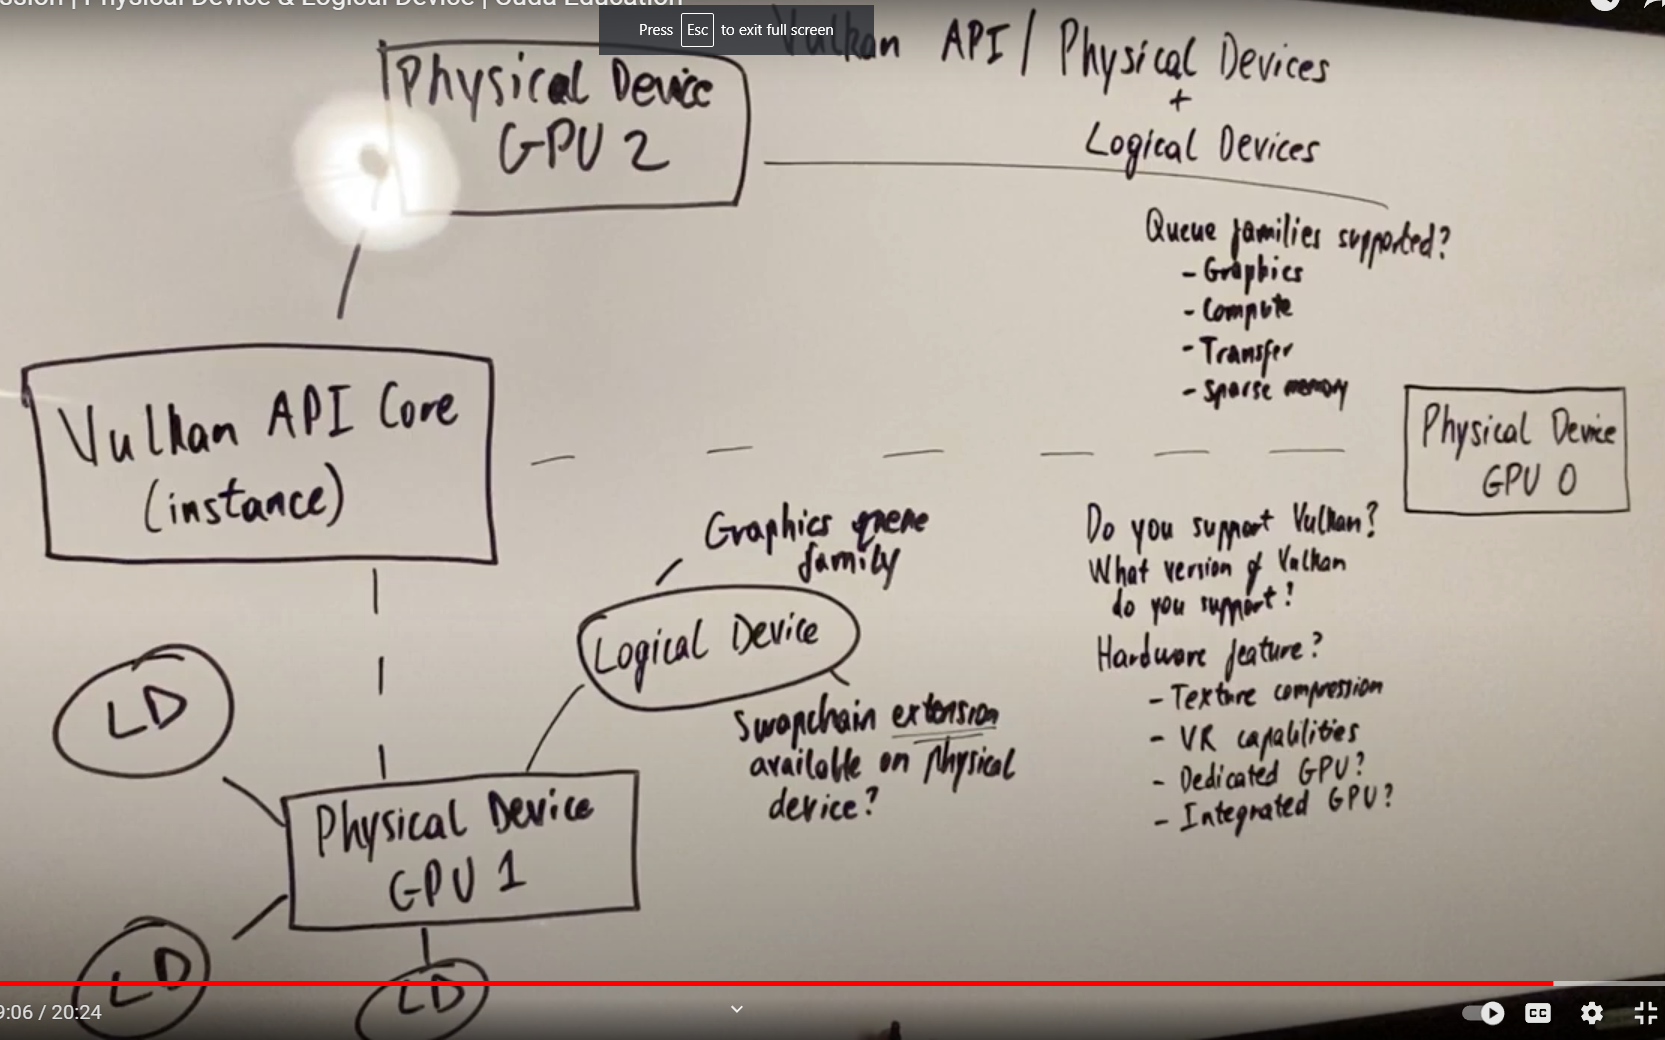 ssion | Physical Device & Logical Device | Cuda Education
Press Esc to exit full screen
Vulkan API / Physical Devices
+
Logical Devices
Physical Device
GPU 2
Queue families supported?
- Graphics
- Compute
- Transfer
- Sparse memory
Vulkan API Core
(instance)
Physical Device
GPU 0
Graphics queue
family
Logical Device
Swapchain extension
available on physical
device?
Do you support Vulkan?
What version of Vulkan
do you support?
Hardware feature?
- Texture compression
- VR capabilities
- Dedicated GPU?
- Integrated GPU?
LD
Physical Device
GPU 1
LD
LD
9:06 / 20:24
CC